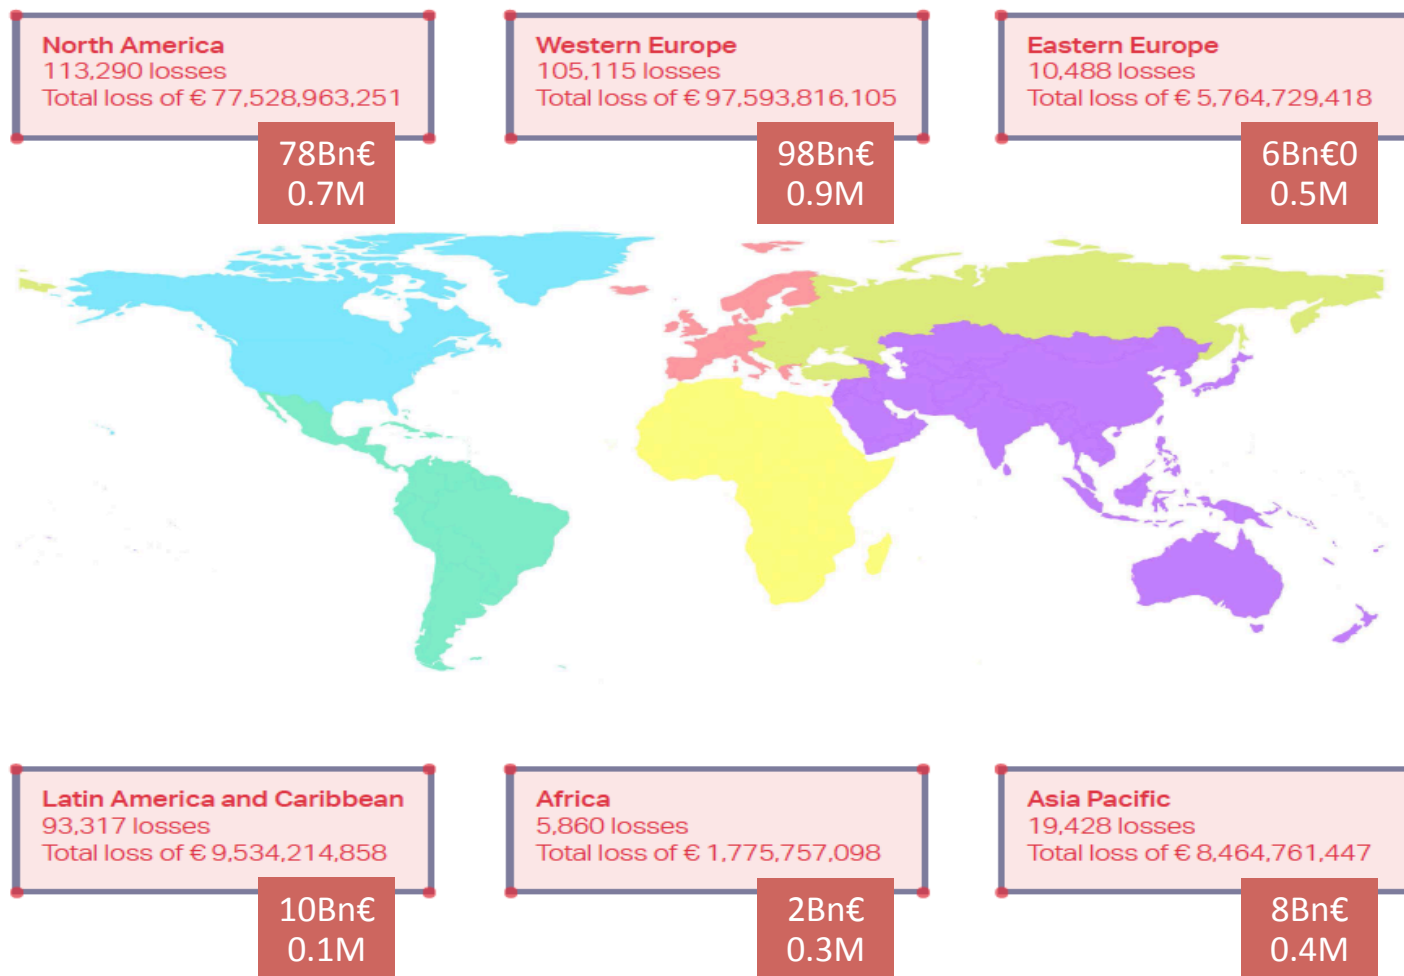 North America
113,290 losses
Total loss of € 77,528,963,251
78Bn€
0.7M
Western Europe
105,115 losses
Total loss of € 97,593,816,105
98Bn€
0.9M
Eastern Europe
10,488 losses
Total loss of € 5,764,729,418
6Bn€0
0.5M
Latin America and Caribbean
93,317 losses
Total loss of € 9,534,214,858
10Bn€
0.1M
Africa
5,860 losses
Total loss of € 1,775,757,098
2Bn€
0.3M
Asia Pacific
19,428 losses
Total loss of € 8,464,761,447
8Bn€
0.4M